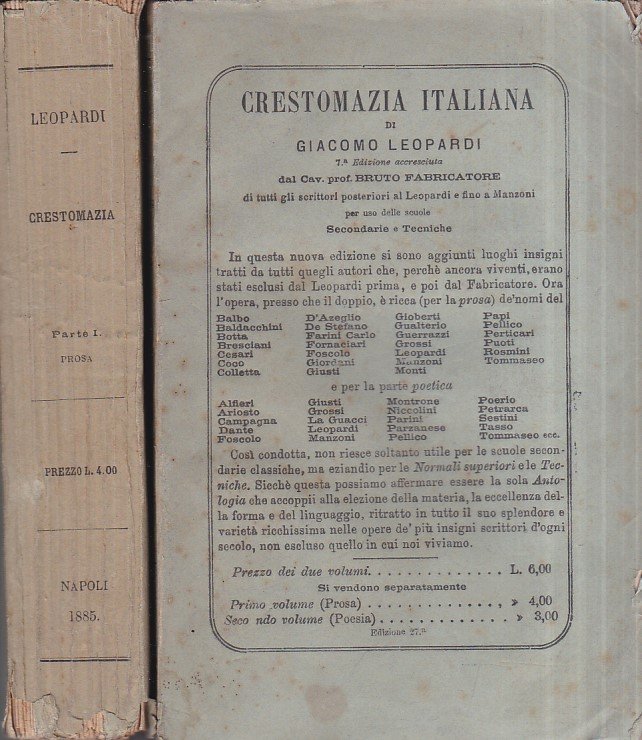 LEOPARDI
CRESTOMAZIA
Parte I.
PROSA
PREZZO L. 4.00
NAPOLI
1885.
CRESTOMAZIA ITALIANA
DI
GIACOMO LEOPARDI
7.ª Edizione accresciuta
dal Cav. prof. BRUTO FABRICATORE
di tutti gli scrittori posteriori al Leopardi e fino a Manzoni
per uso delle scuole
Secondarie e Tecniche
In questa nuova edizione si sono aggiunti luoghi insigni
tratti da tutti quegli autori che, perchè ancora viventi, erano
stati esclusi dal Leopardi prima, e poi dal Fabricatore. Ora
l'opera, presso che il doppio, è ricca (per la prosa) de'nomi del
Balbo D'Azeglio Gioberti Papi
Baldacchini De Stefano Gualterio Pellico
Botta Farini Carlo Guerrazzi Perticari
Bresciani Fornaciari Grossi Puoti
Cesari Foscolo Leopardi Rosmini
Coco Giordani Manzoni Tommaseo
Colletta Giusti Monti
e per la parte poetica
Alfieri Giusti Montrone Poerio
Ariosto Grossi Niccolini Petrarca
Campagna La Guacci Parini Sestini
Dante Leopardi Parzanese Tasso
Foscolo Manzoni Pellico Tommaseo ecc.
Così condotta, non riesce soltanto utile per le scuole secon-
darie classiche, ma eziandio per le Normali superiori e le Tec-
niche. Sicchè questa possiamo affermare essere la sola Anto-
logia che accoppii alla elezione della materia, la eccellenza del-
la forma e del linguaggio, ritratto in tutto il suo splendore e
varietà ricchissima nelle opere de' più insigni scrittori d'ogni
secolo, non escluso quello in cui noi viviamo.
Prezzo dei due volumi. . . . . . . . . . . . . L. 6,00
Si vendono separatamente
Primo volume (Prosa) . . . . . . . . . . . . , » 4,00
Seco ndo volume (Poesia) . . . . . . . . . . . . » 3,00
Edizione 27.ª